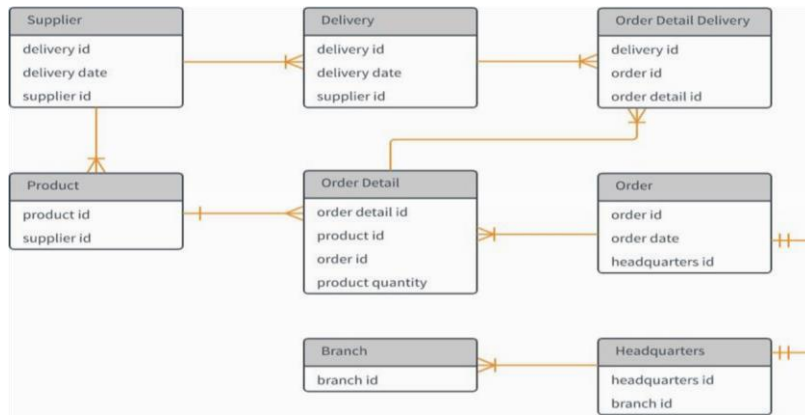 Supplier
delivery id
delivery date
supplier id
Delivery
delivery id
delivery date
supplier id
Order Detail Delivery
delivery id
order id
order detail id
Product
product id
supplier id
Order Detail
order detail id
product id
order id
product quantity
Order
order id
order date
headquarters id
Branch
branch id
Headquarters
headquarters id
branch id